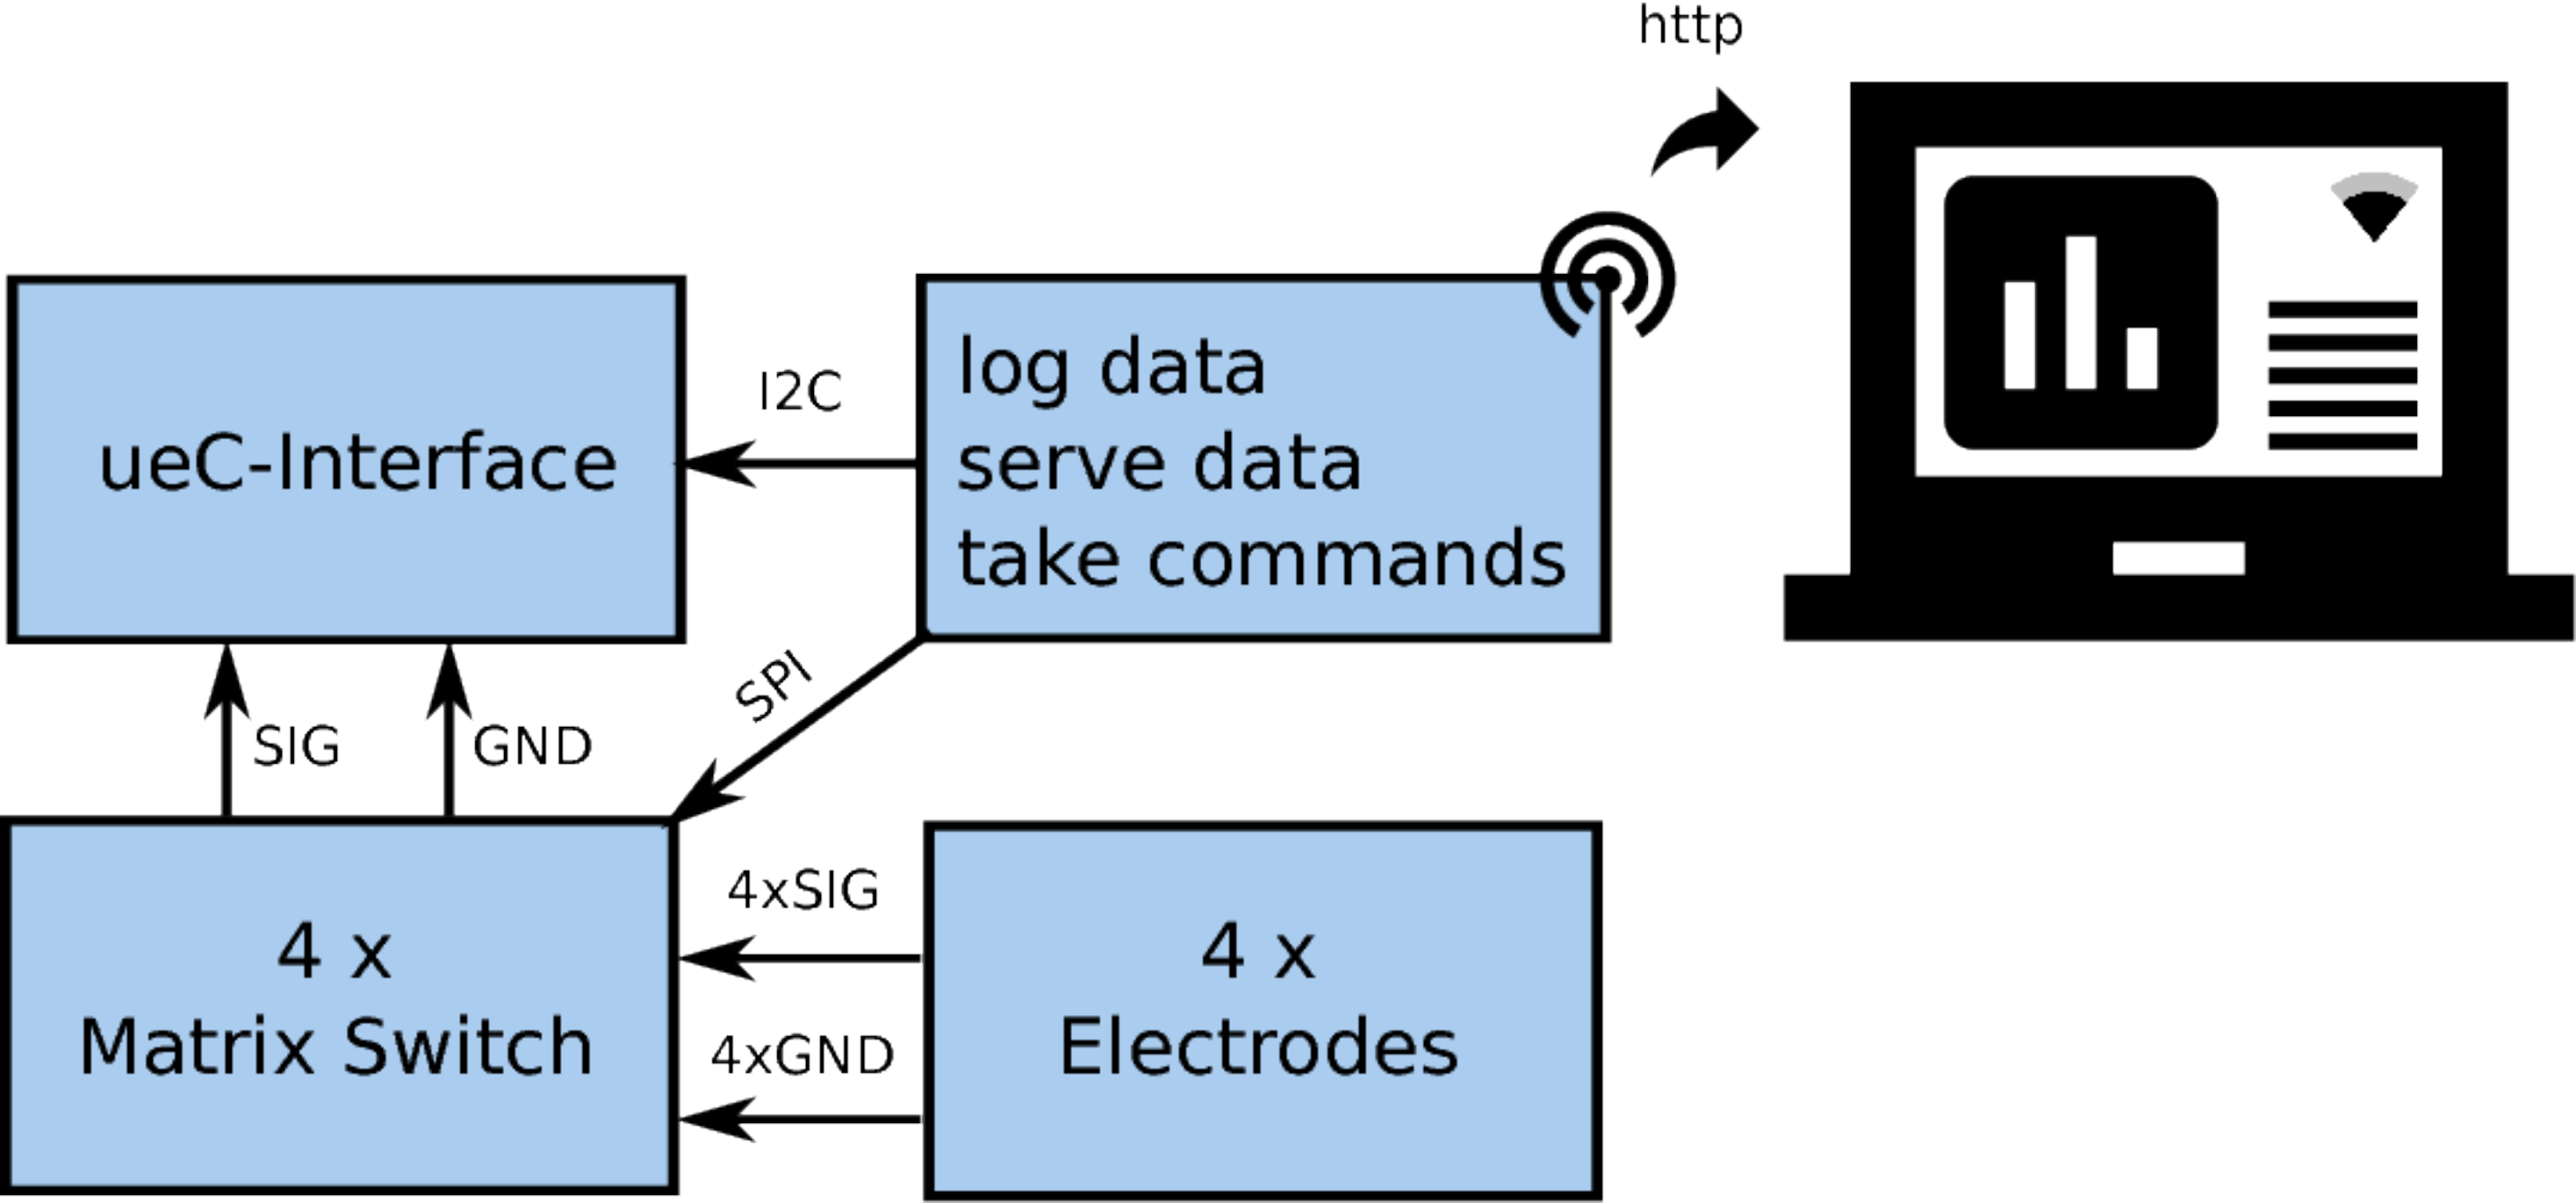 http
I2C
ueC-Interface
log data
serve data
take commands
SPI
SIG
GND
4xSIG
4 x
Matrix Switch
4xGND
4 x
Electrodes